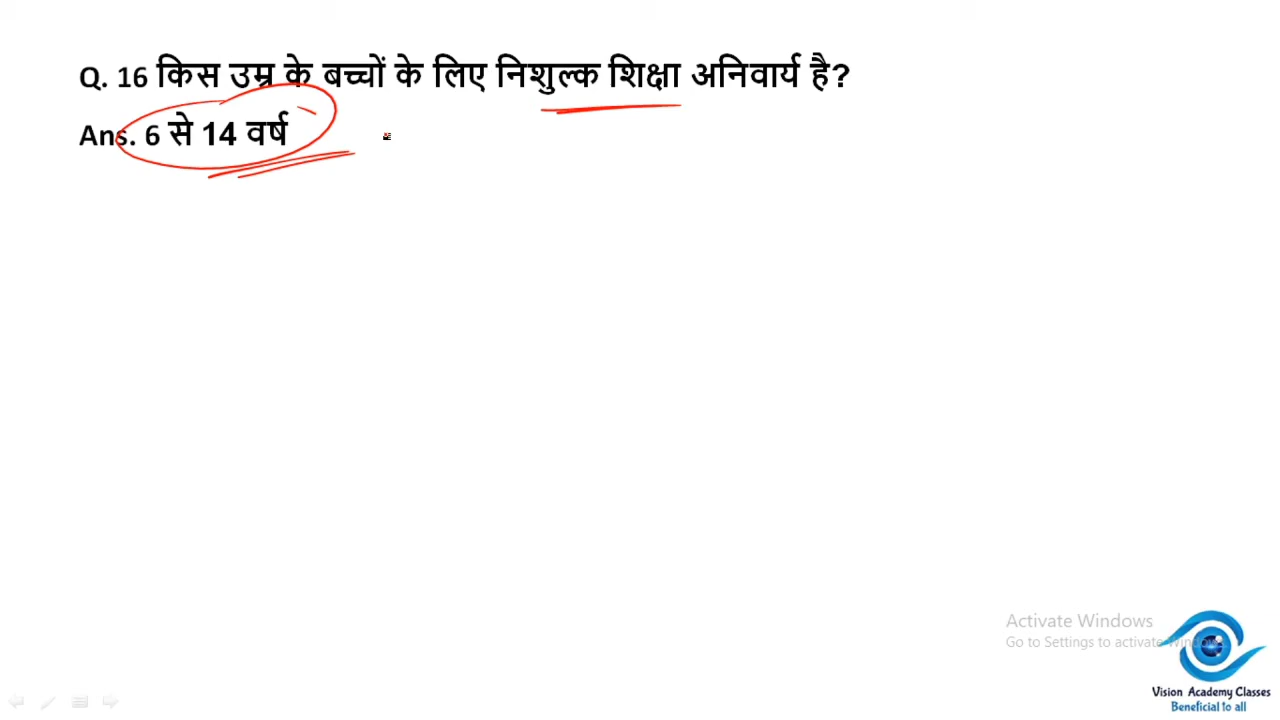 Q. 16 किस उम्र के बच्चों के लिए निशुल्क शिक्षा अनिवार्य है?
Ans. 6 से 14 वर्ष
Activate Windows
Go to Settings to activate Windows.
Vision Academy Classes
Beneficial to all